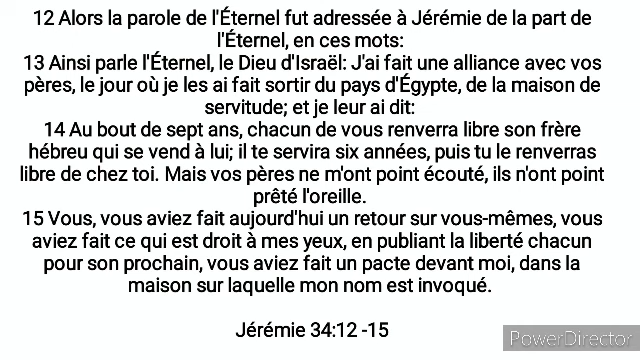 12 Alors la parole de l'Éternel fut adressée à Jérémie de la part de
l'Éternel, en ces mots:
13 Ainsi parle l'Éternel, le Dieu d'Israël: J'ai fait une alliance avec vos
pères, le jour où je les ai fait sortir du pays d'Égypte, de la maison de
servitude; et je leur ai dit:
14 Au bout de sept ans, chacun de vous renverra libre son frère
hébreu qui se vend à lui; il te servira six années, puis tu le renverras
libre de chez toi. Mais vos pères ne m'ont point écouté, ils n'ont point
prêté l'oreille.
15 Vous, vous aviez fait aujourd'hui un retour sur vous-mêmes, vous
aviez fait ce qui est droit à mes yeux, en publiant la liberté chacun
pour son prochain, vous aviez fait un pacte devant moi, dans la
maison sur laquelle mon nom est invoqué.
Jérémie 34:12 -15
PowerDirector